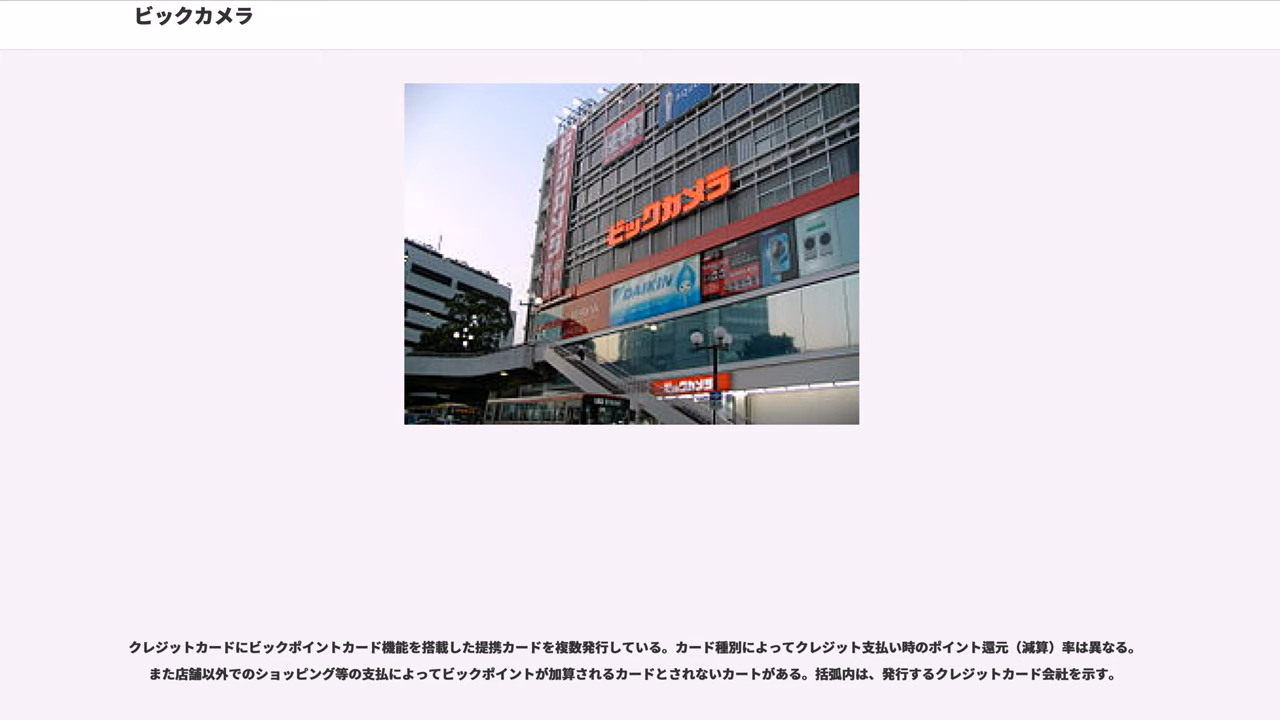 ビックカメラ
ビックカメラ
DAIKIN
ビックカメラ
クレジットカードにビックポイントカード機能を搭載した提携カードを複数発行している。カード種別によってクレジット支払い時のポイント還元（減算）率は異なる。
また店舗以外でのショッピング等の支払によってビックポイントが加算されるカードとされないカートがある。括弧内は、発行するクレジットカード会社を示す。